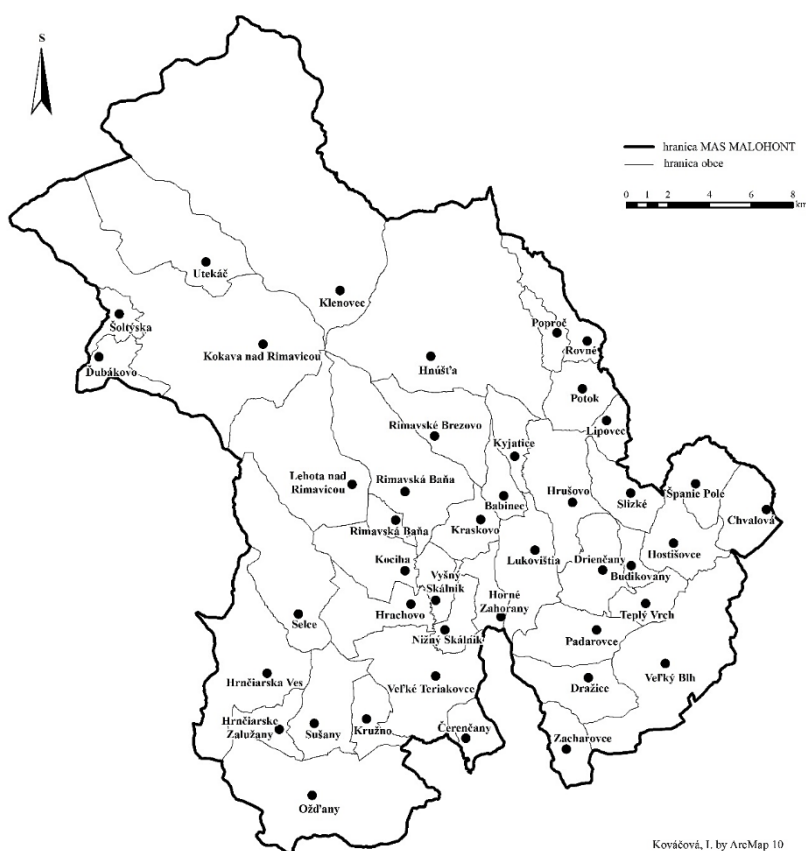 S
hranica MAS MALOHONT
hranica obce
0 1 2 4 6 8
km
Utekáč
Klenovec
Šoltýska
Poproč
Rovné
Kokava nad Rimavicou
Hnúšťa
Ďubákovo
Potok
Lipovec
Rimavské Brezovo
Kyjatice
Lehota nad
Rimavicou
Rimavská Baňa
Babinec
Hrušovo
Slizké
Španie Pole
Chvalová
Rimavská Baňa
Kraskovo
Lukovištia
Drienčany
Hostišovce
Kociha
Vyšný
Skálnik
Budikovany
Horné
Zahorany
Hrachovo
Teplý Vrch
Selce
Nižný Skálnik
Padarovce
Hrnčiarska Ves
Veľké Teriakovce
Dražice
Veľký Blh
Hrnčiarske
Zalužany
Sušany
Kružno
Čerenčany
Zacharovce
Ožďany
Kováčová, I. by ArcMap 10